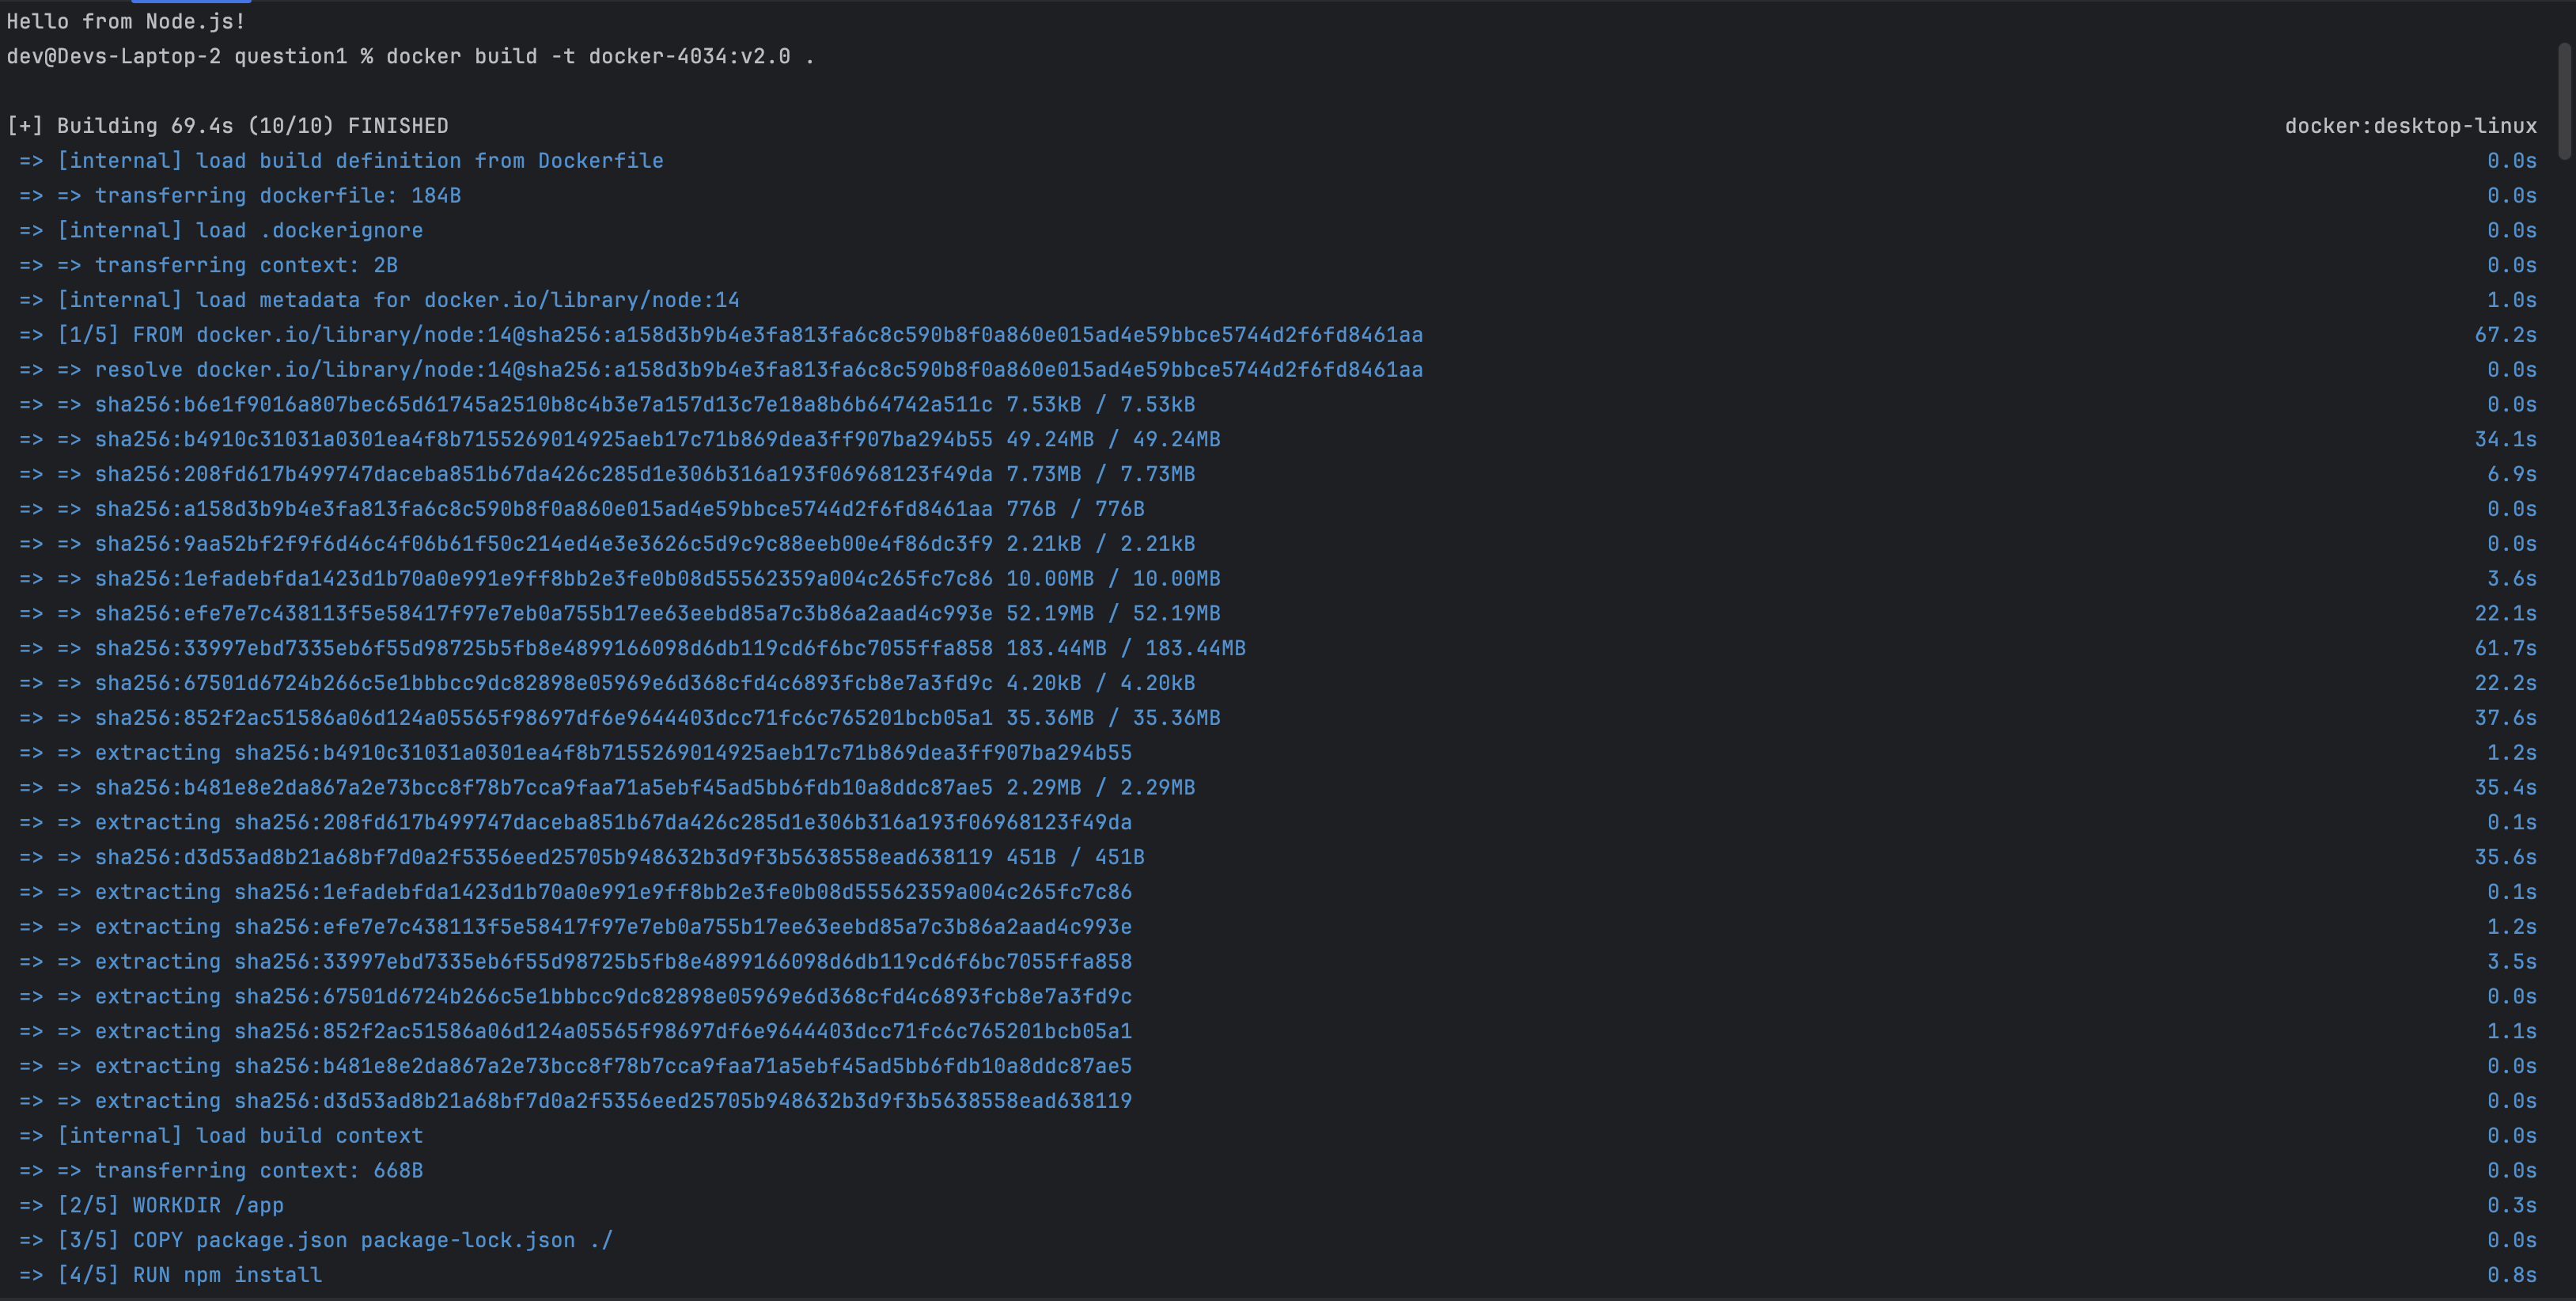 Hello from Node.js!
dev@Devs-Laptop-2 question1 % docker build -t docker-4034:v2.0 .
[+] Building 69.4s (10/10) FINISHED docker:desktop-linux
=> [internal] load build definition from Dockerfile 0.0s
=> => transferring dockerfile: 184B 0.0s
=> [internal] load .dockerignore 0.0s
=> => transferring context: 2B 0.0s
=> [internal] load metadata for docker.io/library/node:14 1.0s
=> [1/5] FROM docker.io/library/node:14@sha256:a158d3b9b4e3fa813fa6c8c590b8f0a860e015ad4e59bbce5744d2f6fd8461aa 67.2s
=> => resolve docker.io/library/node:14@sha256:a158d3b9b4e3fa813fa6c8c590b8f0a860e015ad4e59bbce5744d2f6fd8461aa 0.0s
=> => sha256:b6e1f9016a807bec65d61745a2510b8c4b3e7a157d13c7e18a8b6b64742a511c 7.53kB / 7.53kB 0.0s
=> => sha256:b4910c31031a0301ea4f8b7155269014925aeb17c71b869dea3ff907ba294b55 49.24MB / 49.24MB 34.1s
=> => sha256:208fd617b499747daceba851b67da426c285d1e306b316a193f06968123f49da 7.73MB / 7.73MB 6.9s
=> => sha256:a158d3b9b4e3fa813fa6c8c590b8f0a860e015ad4e59bbce5744d2f6fd8461aa 776B / 776B 0.0s
=> => sha256:9aa52bf2f9f6d46c4f06b61f50c214ed4e3e3626c5d9c9c88eeb00e4f86dc3f9 2.21kB / 2.21kB 0.0s
=> => sha256:1efadebfda1423d1b70a0e991e9ff8bb2e3fe0b08d55562359a004c265fc7c86 10.00MB / 10.00MB 3.6s
=> => sha256:efe7e7c438113f5e58417f97e7eb0a755b17ee63eebd85a7c3b86a2aad4c993e 52.19MB / 52.19MB 22.1s
=> => sha256:33997ebd7335eb6f55d98725b5fb8e4899166098d6db119cd6f6bc7055ffa858 183.44MB / 183.44MB 61.7s
=> => sha256:67501d6724b266c5e1bbbcc9dc82898e05969e6d368cfd4c6893fcb8e7a3fd9c 4.20kB / 4.20kB 22.2s
=> => sha256:852f2ac51586a06d124a05565f98697df6e9644403dcc71fc6c765201bcb05a1 35.36MB / 35.36MB 37.6s
=> => extracting sha256:b4910c31031a0301ea4f8b7155269014925aeb17c71b869dea3ff907ba294b55 1.2s
=> => sha256:b481e8e2da867a2e73bcc8f78b7cca9faa71a5ebf45ad5bb6fdb10a8ddc87ae5 2.29MB / 2.29MB 35.4s
=> => extracting sha256:208fd617b499747daceba851b67da426c285d1e306b316a193f06968123f49da 0.1s
=> => sha256:d3d53ad8b21a68bf7d0a2f5356eed25705b948632b3d9f3b5638558ead638119 451B / 451B 35.6s
=> => extracting sha256:1efadebfda1423d1b70a0e991e9ff8bb2e3fe0b08d55562359a004c265fc7c86 0.1s
=> => extracting sha256:efe7e7c438113f5e58417f97e7eb0a755b17ee63eebd85a7c3b86a2aad4c993e 1.2s
=> => extracting sha256:33997ebd7335eb6f55d98725b5fb8e4899166098d6db119cd6f6bc7055ffa858 3.5s
=> => extracting sha256:67501d6724b266c5e1bbbcc9dc82898e05969e6d368cfd4c6893fcb8e7a3fd9c 0.0s
=> => extracting sha256:852f2ac51586a06d124a05565f98697df6e9644403dcc71fc6c765201bcb05a1 1.1s
=> => extracting sha256:b481e8e2da867a2e73bcc8f78b7cca9faa71a5ebf45ad5bb6fdb10a8ddc87ae5 0.0s
=> => extracting sha256:d3d53ad8b21a68bf7d0a2f5356eed25705b948632b3d9f3b5638558ead638119 0.0s
=> [internal] load build context 0.0s
=> => transferring context: 668B 0.0s
=> [2/5] WORKDIR /app 0.3s
=> [3/5] COPY package.json package-lock.json ./ 0.0s
=> [4/5] RUN npm install 0.8s